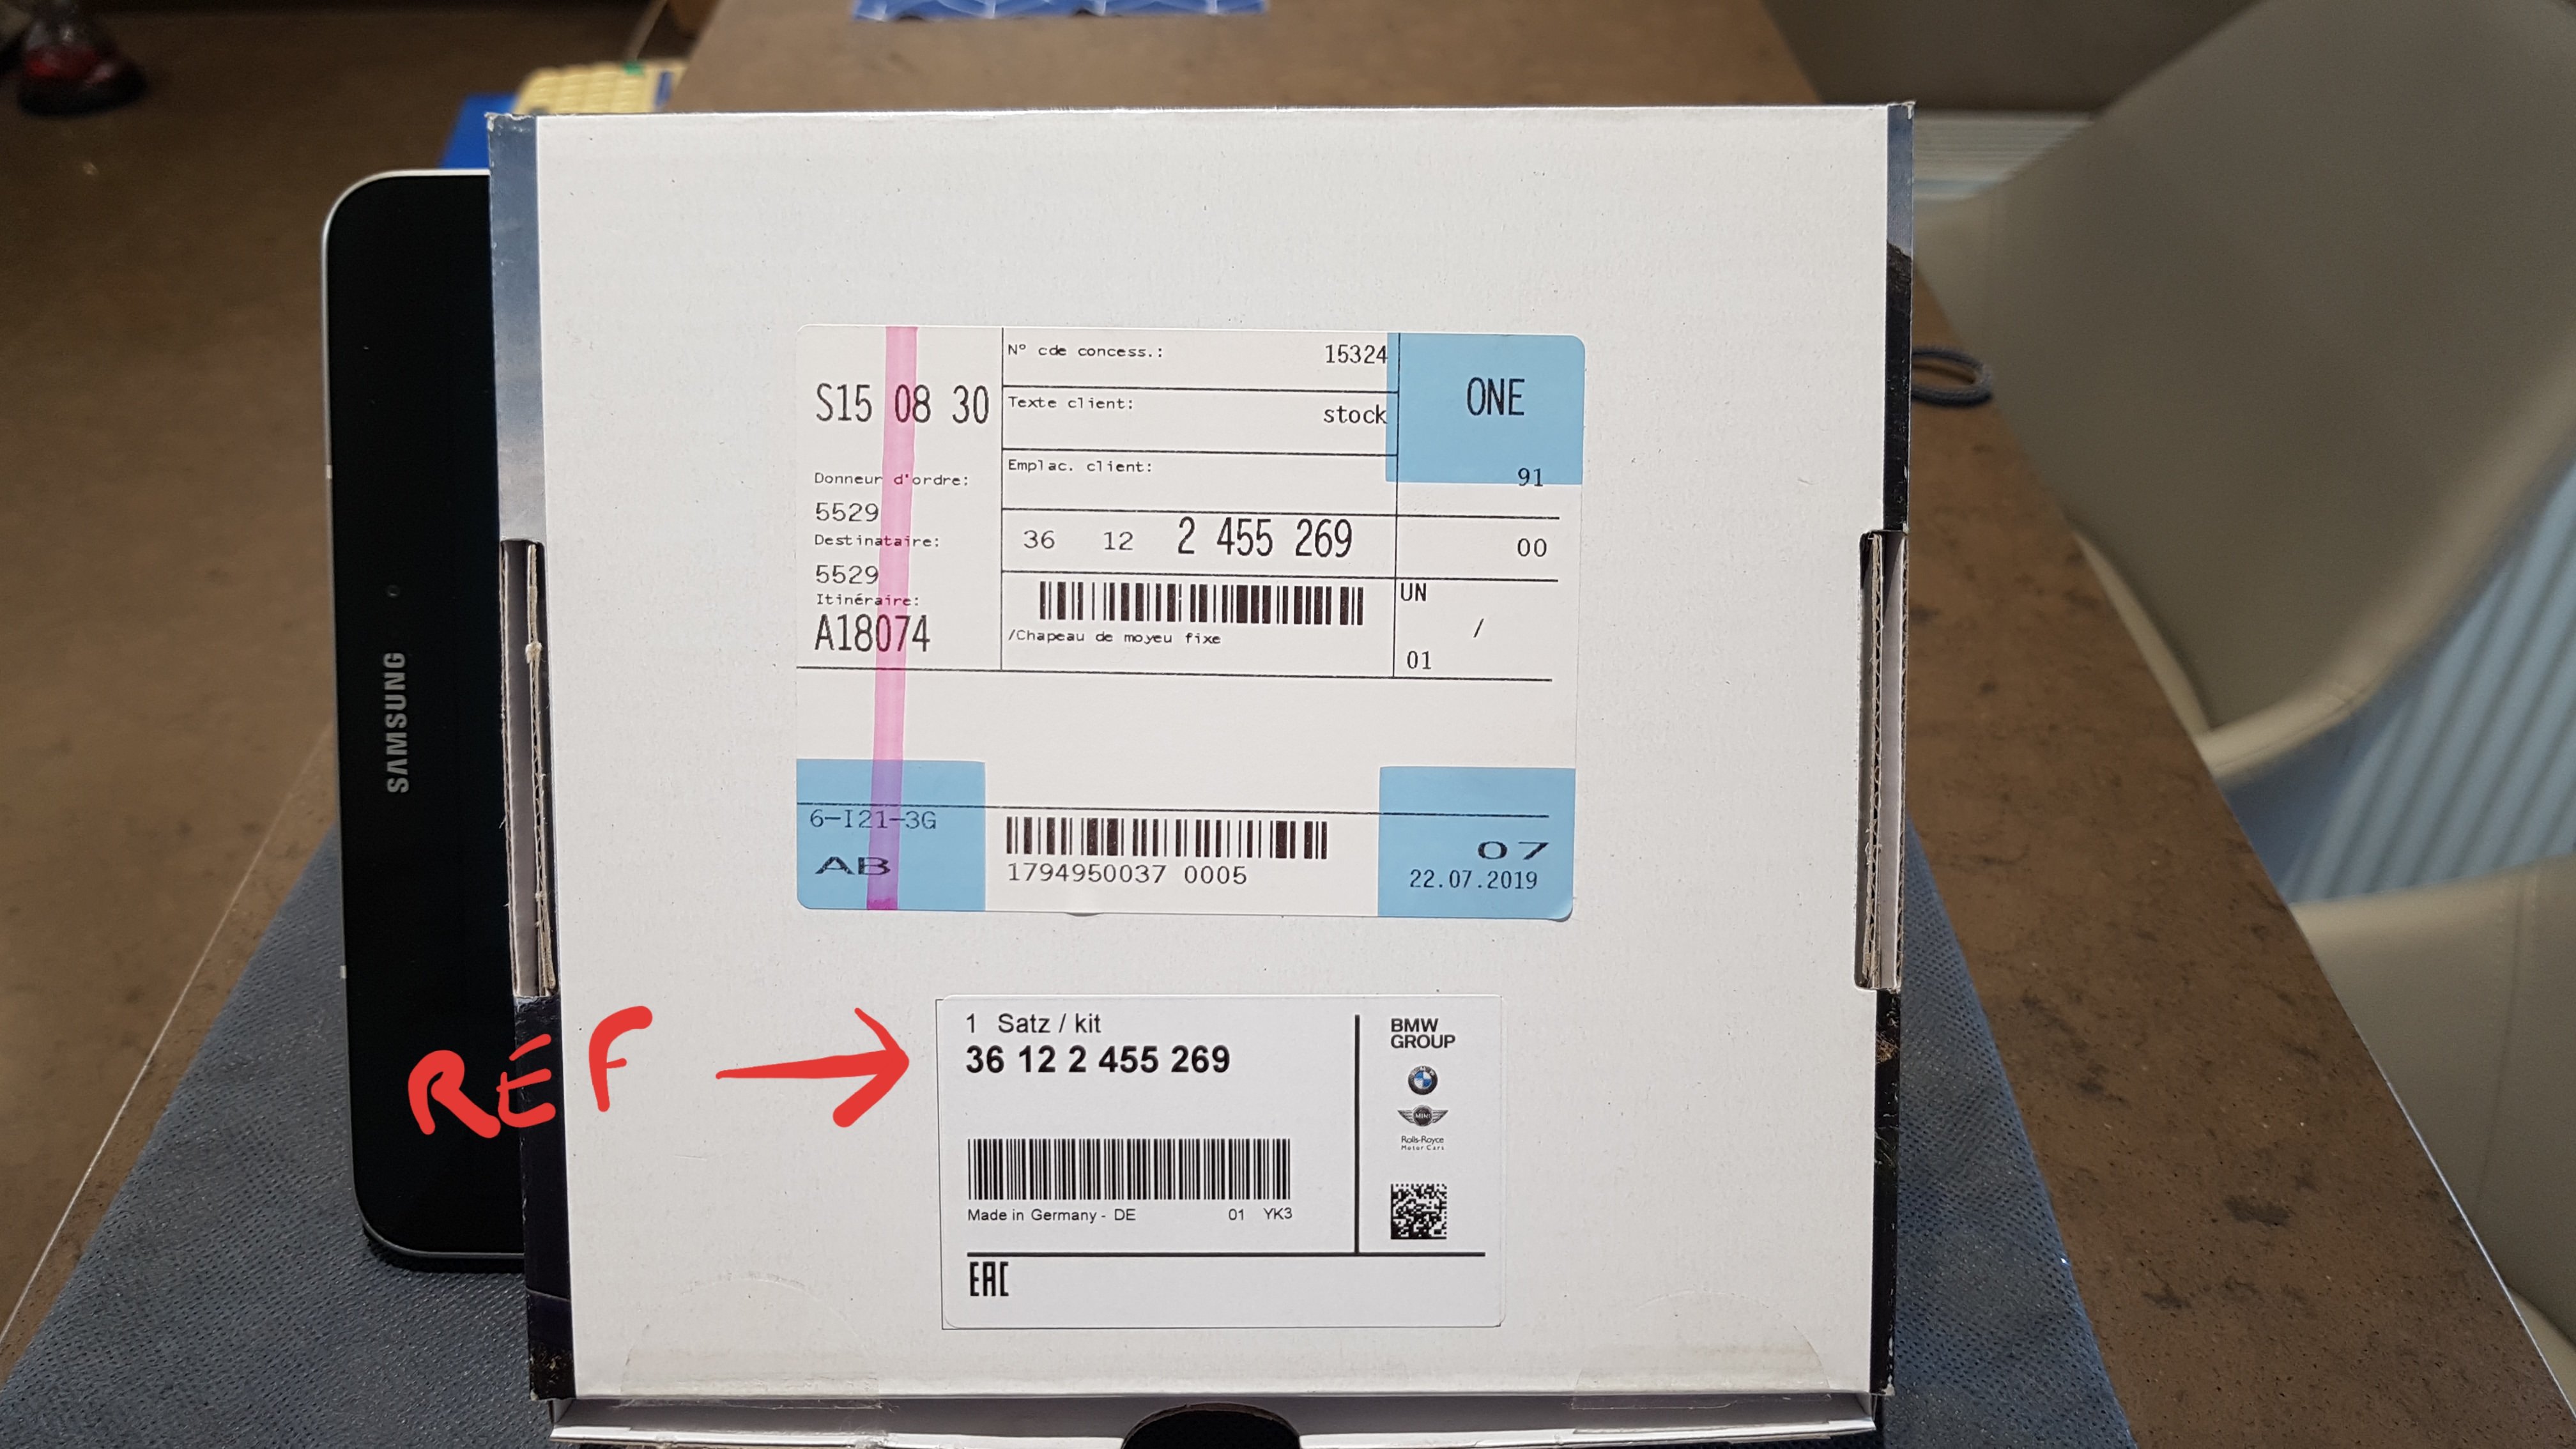 N° cde concess.: 15324
S15 08 30
Texte client: stock
ONE
Emplac. client:
91
Donneur d'ordre:
5529
Destinataire:
36 12 2 455 269
00
5529
Itinéraire:
A18074
/Chapeau de moyeu fixe
UN
/
01
6-I21-3G
AB
1794950037 0005
07
22.07.2019
SAMSUNG
RÉF
1 Satz / kit
36 12 2 455 269
BMW
GROUP
MINI
Rolls-Royce
Motor Cars
Made in Germany - DE 01 YK3
EAC